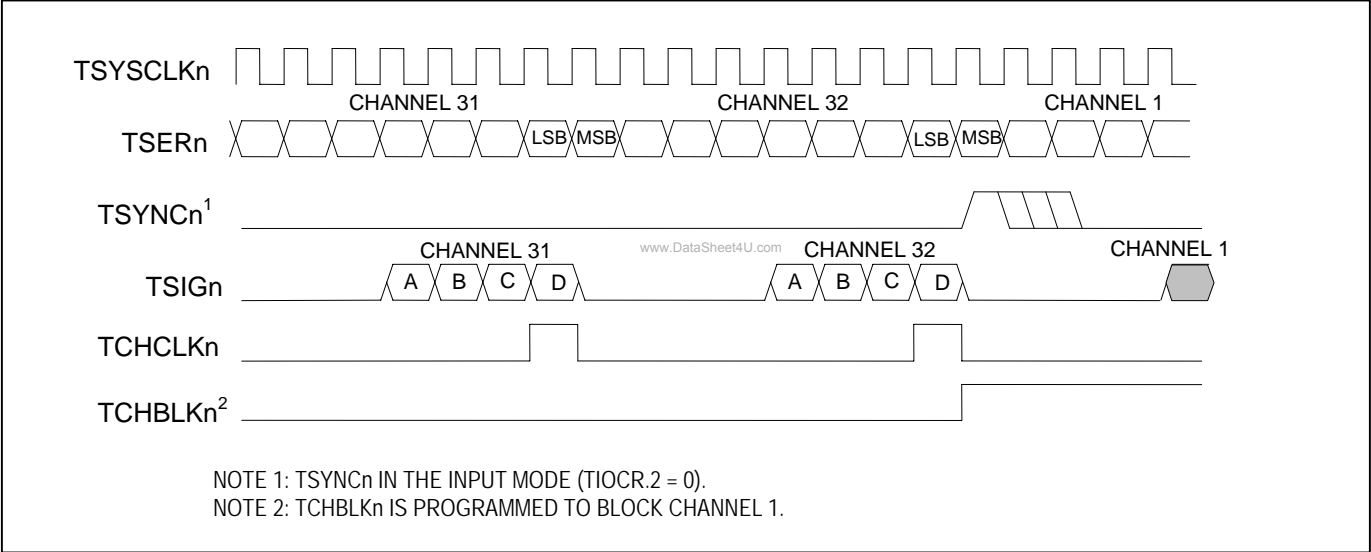 TSYSCLKn
CHANNEL 31 CHANNEL 32 CHANNEL 1
TSERn LSB MSB LSB MSB
TSYNCn1
www.DataSheet4U.com
CHANNEL 31 CHANNEL 32 CHANNEL 1
TSIGn A B C D A B C D
TCHCLKn
TCHBLKn2
NOTE 1: TSYNCn IN THE INPUT MODE (TIOCR.2 = 0).
NOTE 2: TCHBLKn IS PROGRAMMED TO BLOCK CHANNEL 1.